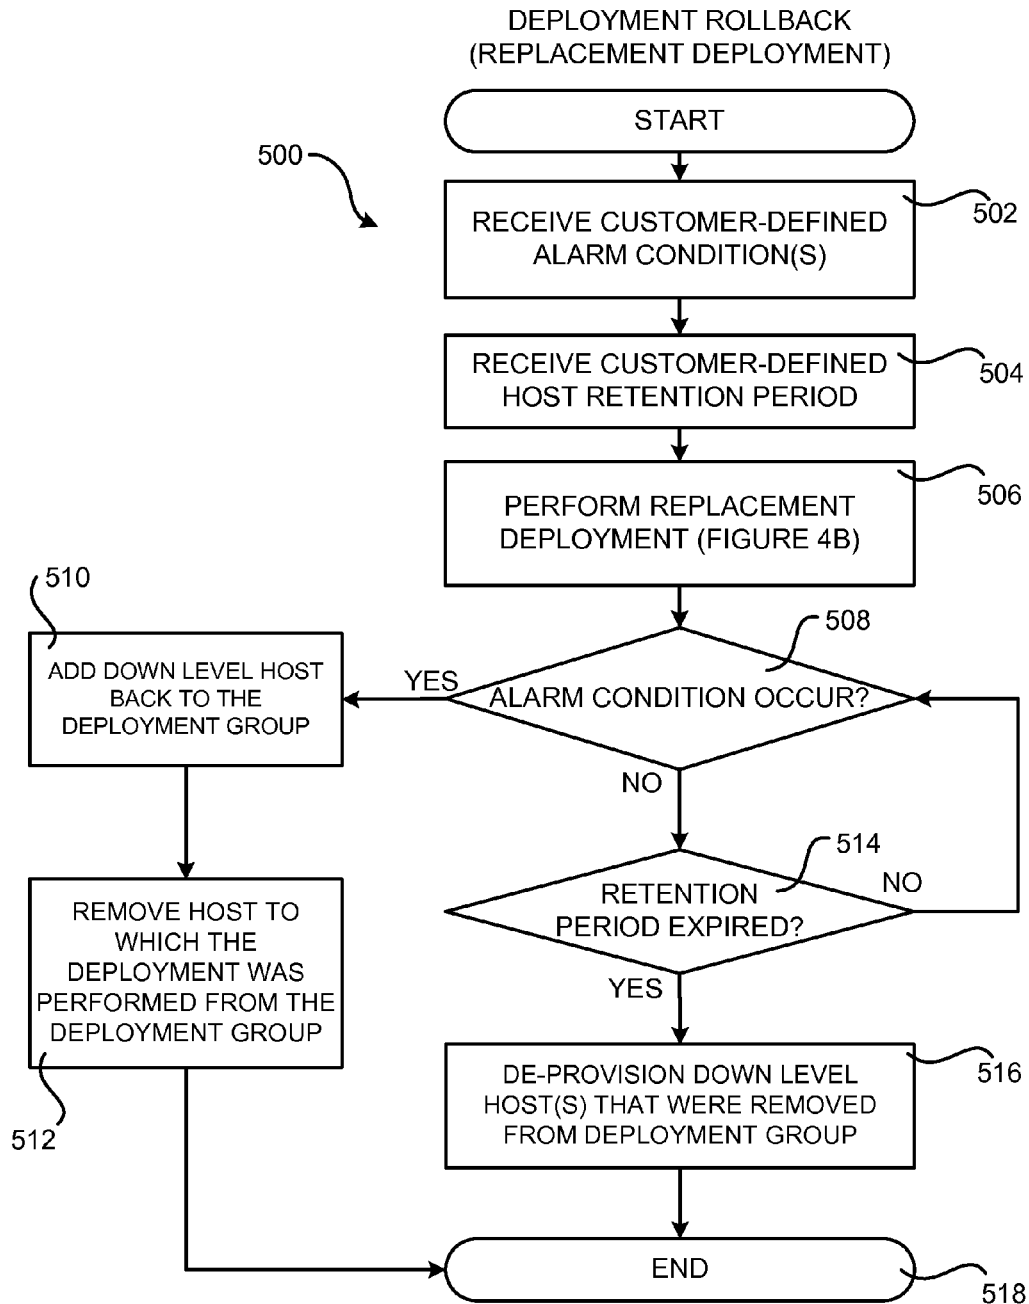 DEPLOYMENT ROLLBACK
(REPLACEMENT DEPLOYMENT)
START
500
RECEIVE CUSTOMER-DEFINED
ALARM CONDITION(S)
502
RECEIVE CUSTOMER-DEFINED
HOST RETENTION PERIOD
504
PERFORM REPLACEMENT
DEPLOYMENT (FIGURE 4B)
506
508
ALARM CONDITION OCCUR?
YES
NO
510
ADD DOWN LEVEL HOST
BACK TO THE
DEPLOYMENT GROUP
REMOVE HOST TO
WHICH THE
DEPLOYMENT WAS
PERFORMED FROM THE
DEPLOYMENT GROUP
512
514
RETENTION
PERIOD EXPIRED?
NO
YES
DE-PROVISION DOWN LEVEL
HOST(S) THAT WERE REMOVED
FROM DEPLOYMENT GROUP
516
END
518